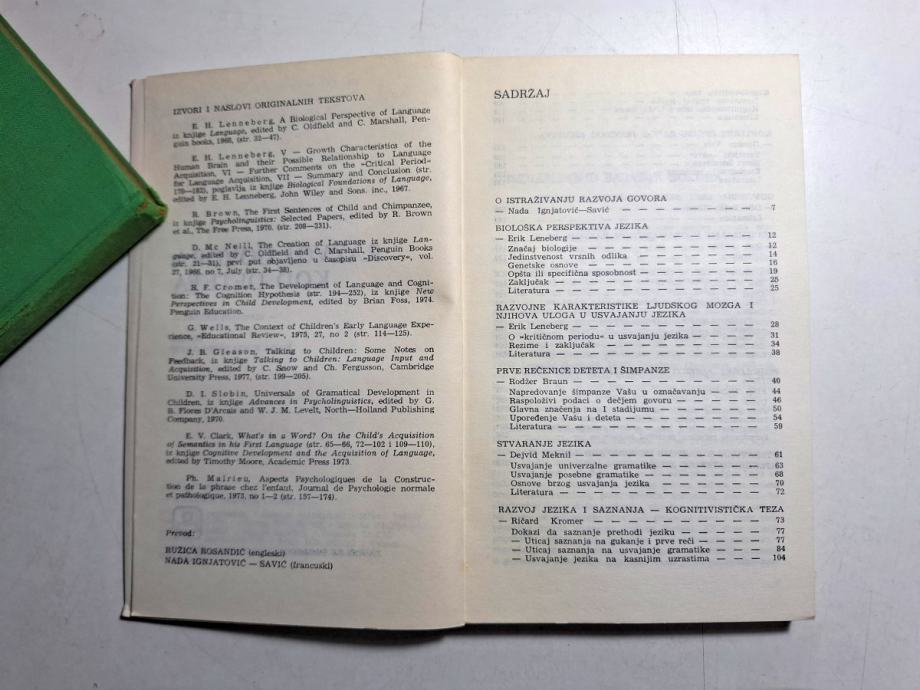 IZVORI I NASLOVI ORIGINALNIH TEKSTOVA
E. H. Lenneberg, A Biological Perspective of Language
iz knjige Language, edited by C. Oldfield and C. Marshall, Pen-
guin books, 1968, (str. 32—47).
E. H. Lenneberg, V — Growth Characteristics of the
Human Brain and their Possible Relationship to Language
Acquisition, VI — Further Comments on the »Critical Period«
for Language Acquisition, VII — Summary and Conclusion (str.
170—182), poglavlja iz knjige Biological Foundations of Language,
edited by E. H. Lenneberg, John Wiley and Sons. inc., 1967.
R. Brown, The First Sentences of Child and Chimpanzee,
iz knjige Psycholinguistics: Selected Papers, edited by R. Brown
et al., The Free Press, 1970. (str. 208—231).
D. Mc Neill, The Creation of Language iz knjige Lan-
guage, edited by C. Oldfield and C. Marshall, Penguin Books
(str. 21—31), prvi put objavljeno u časopisu »Discovery«, vol.
27, 1966, no 7, July (str. 34—38).
R. F. Cromer, The Development of Language and Cogni-
tion: The Cognition Hypothesis (str. 194—252), iz knjige New
Perspectives in Child Development, edited by Brian Foss, 1974.
Penguin Education.
G. Wells, The Context of Children's Early Language Expe-
rience, »Educational Review«, 1975, 27, no 2 (str. 114—125).
J. B. Gleason, Talking to Children: Some Notes on
Feedback, iz knjige Talking to Children: Language Input and
Acquisition, edited by C. Snow and Ch. Fergusson, Cambridge
University Press, 1977, (str. 199—205).
D. I. Slobin, Universals of Gramatical Development in
Children, iz knjige Advances in Psycholinguistics, edited by G.
B. Flores D'Arcais and W. J. M. Levelt, North—Holland Publishing
Company, 1970.
E. V. Clark, What's in a Word? On the Child's Acquisition
of Semantics in his First Language (str. 65—66, 72—102 i 109—110),
iz knjige Cognitive Development and the Acquisition of Language,
edited by Timothy Moore, Academic Press 1973.
Ph. Malrieu, Aspects Psychologiques de la Construc-
tion de la phrase chez l'enfant, Journal de Psychologie normale
et pathologique, 1973, no 1—2 (str. 157—174).
Prevod:
RUŽICA ROSANDIĆ (engleski)
NADA IGNJATOVIĆ — SAVIĆ (francuski)
SADRŽAJ
O ISTRAŽIVANJU RAZVOJA GOVORA
— Nada Ignjatović—Savić — — — — — — — — 7
BIOLOŠKA PERSPEKTIVA JEZIKA
— Erik Leneberg — — — — — — — — — — 12
Značaj biologije — — — — — — — — — — 12
Jedinstvenost vrsnih odlika — — — — — — — 14
Genetske osnove — — — — — — — — — — 16
Opšta ili specifična sposobnost — — — — — — 19
Zaključak — — — — — — — — — — — 25
Literatura — — — — — — — — — — — 25
RAZVOJNE KARAKTERISTIKE LJUDSKOG MOZGA I
NJIHOVA ULOGA U USVAJANJU JEZIKA
— Erik Leneberg — — — — — — — — — — 28
O »kritičnom periodu« u usvajanju jezika — — — — 31
Rezime i zaključak — — — — — — — — — 34
Literatura — — — — — — — — — — — 38
PRVE REČENICE DETETA I ŠIMPANZE
— Rodžer Braun — — — — — — — — — — 40
Napredovanje šimpanze Vašu u označavanju — — — 44
Raspoloživi podaci o dečjem govoru — — — — — 46
Glavna značenja na I stadijumu — — — — — — 50
Upoređenje Vašu i deteta — — — — — — — 54
Literatura — — — — — — — — — — — 59
STVARANJE JEZIKA
— Dejvid Meknil — — — — — — — — — — 61
Usvajanje univerzalne gramatike — — — — — — 63
Usvajanje posebne gramatike — — — — — — — 68
Osnove brzog usvajanja jezika — — — — — — 70
Literatura — — — — — — — — — — — 72
RAZVOJ JEZIKA I SAZNANJA — KOGNITIVISTIČKA TEZA
— Ričard Kromer — — — — — — — — — — 73
Dokazi da saznanje prethodi jeziku — — — — — 77
— Uticaj saznanja na gukanje i prve reči — — — — 77
— Uticaj saznanja na usvajanje gramatike — — — — 84
— Usvajanje jezika na kasnijim uzrastima — — — — 104